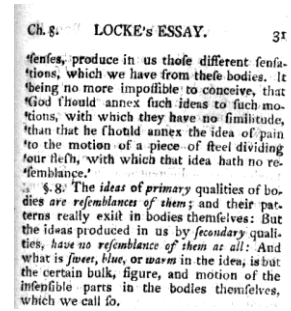 Ch. 8. LOCKE's ESSAY. 31
'ſenſes, produce in us thoſe different ſenſa-
'tions, which we have from theſe bodies. It
'being no more impoſſible to conceive, that
'God ſhould annex ſuch ideas to ſuch mo-
'tions, with which they have no ſimilitude,
'than that he ſhould annex the idea of pain
'to the motion of a piece of ſteel dividing
'our fleſh, with which that idea hath no re-
'ſemblance.'
§. 8. The ideas of primary qualities of bo-
dies are reſemblances of them; and their pat-
terns really exiſt in bodies themſelves: But
the ideas produced in us by ſecondary quali-
ties, have no reſemblance of them at all: And
what is ſweet, blue, or warm in the idea, is but
the certain bulk, figure, and motion of the
inſenſible parts in the bodies themſelves,
which we call ſo.